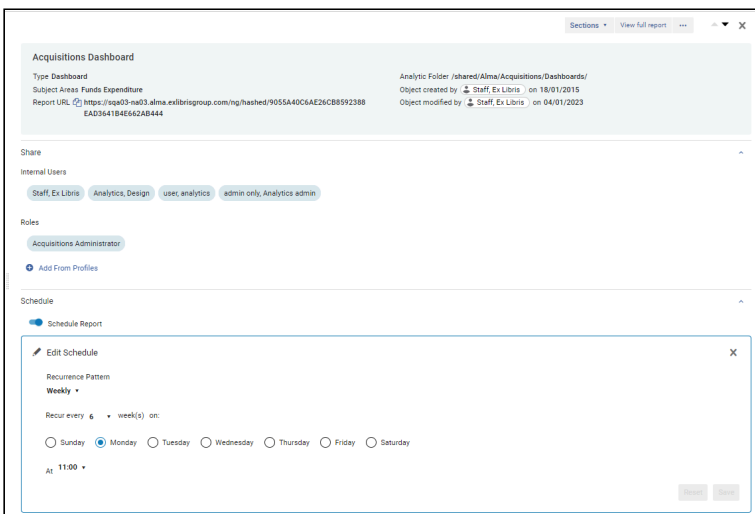 Sections View full report ...
Acquisitions Dashboard
Type Dashboard
Subject Areas Funds Expenditure
Report URL https://sqa03-na03.alma.exlibrisgroup.com/ng/hashed/9055A40C6AE26CB8592388
EAD3641B4E662AB444
Analytic Folder /shared/Alma/Acquisitions/Dashboards/
Object created by Staff, Ex Libris on 18/01/2015
Object modified by Staff, Ex Libris on 04/01/2023
Share
Internal Users
Staff, Ex Libris Analytics, Design user, analytics admin only, Analytics admin
Roles
Acquisitions Administrator
Add From Profiles
Schedule
Schedule Report
Edit Schedule
Recurrence Pattern
Weekly
Recur every 6 week(s) on:
Sunday Monday Tuesday Wednesday Thursday Friday Saturday
At 11:00
Reset Save